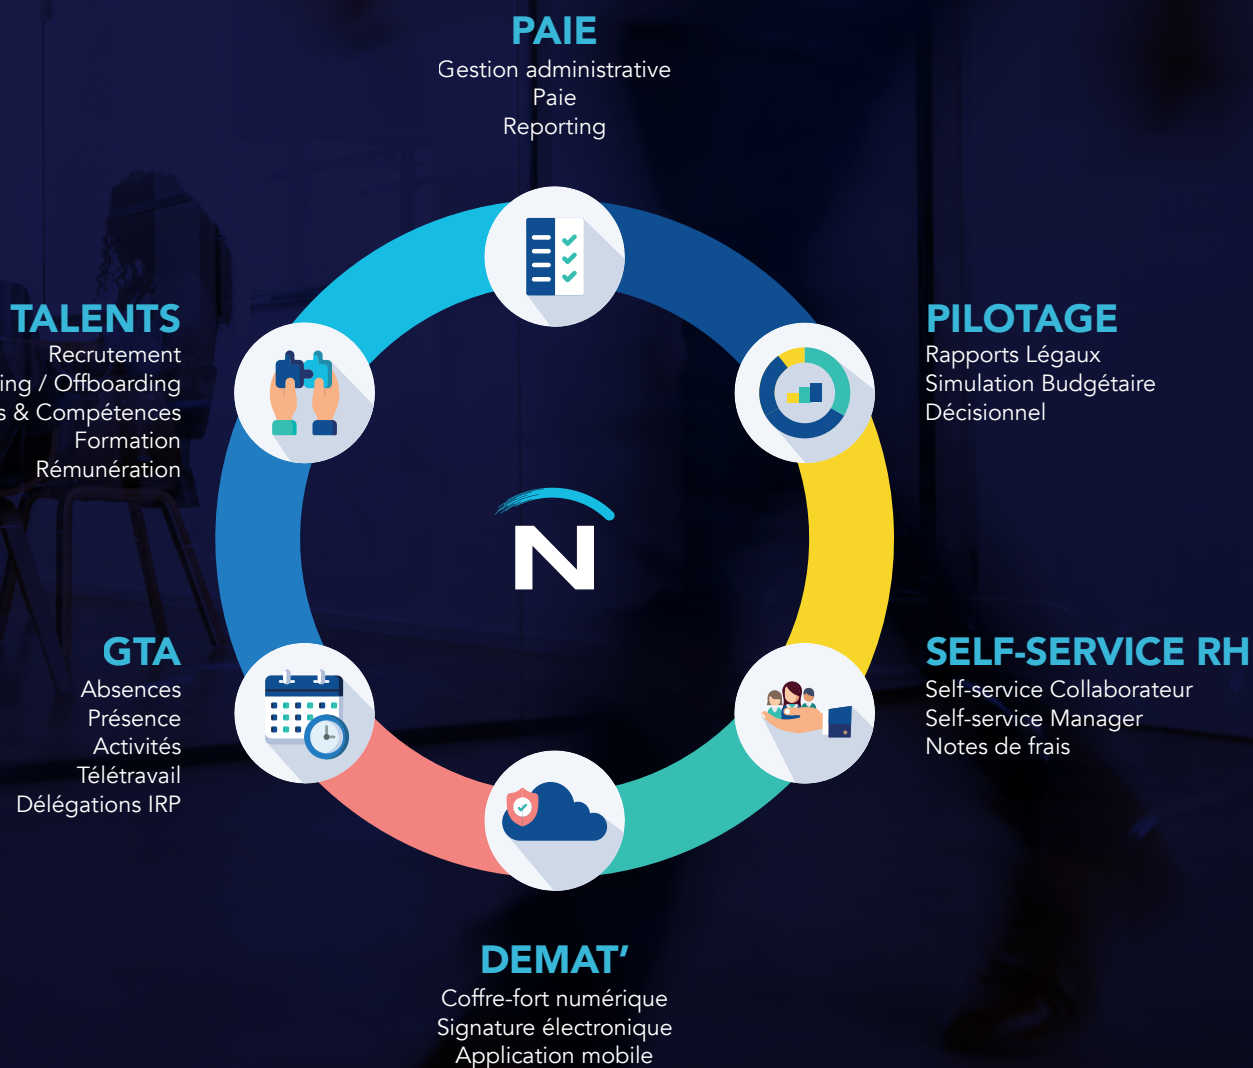 PAIE
Gestion administrative
Paie
Reporting
TALENTS
Recrutement
/ Offboarding
& Compétences
Formation
Rémunération
PILOTAGE
Rapports Légaux
Simulation Budgétaire
Décisionnel
N
GTA
Absences
Présence
Activités
Télétravail
Délégations IRP
SELF-SERVICE RH
Self-service Collaborateur
Self-service Manager
Notes de frais
DEMAT’
Coffre-fort numérique
Signature électronique
Application mobile